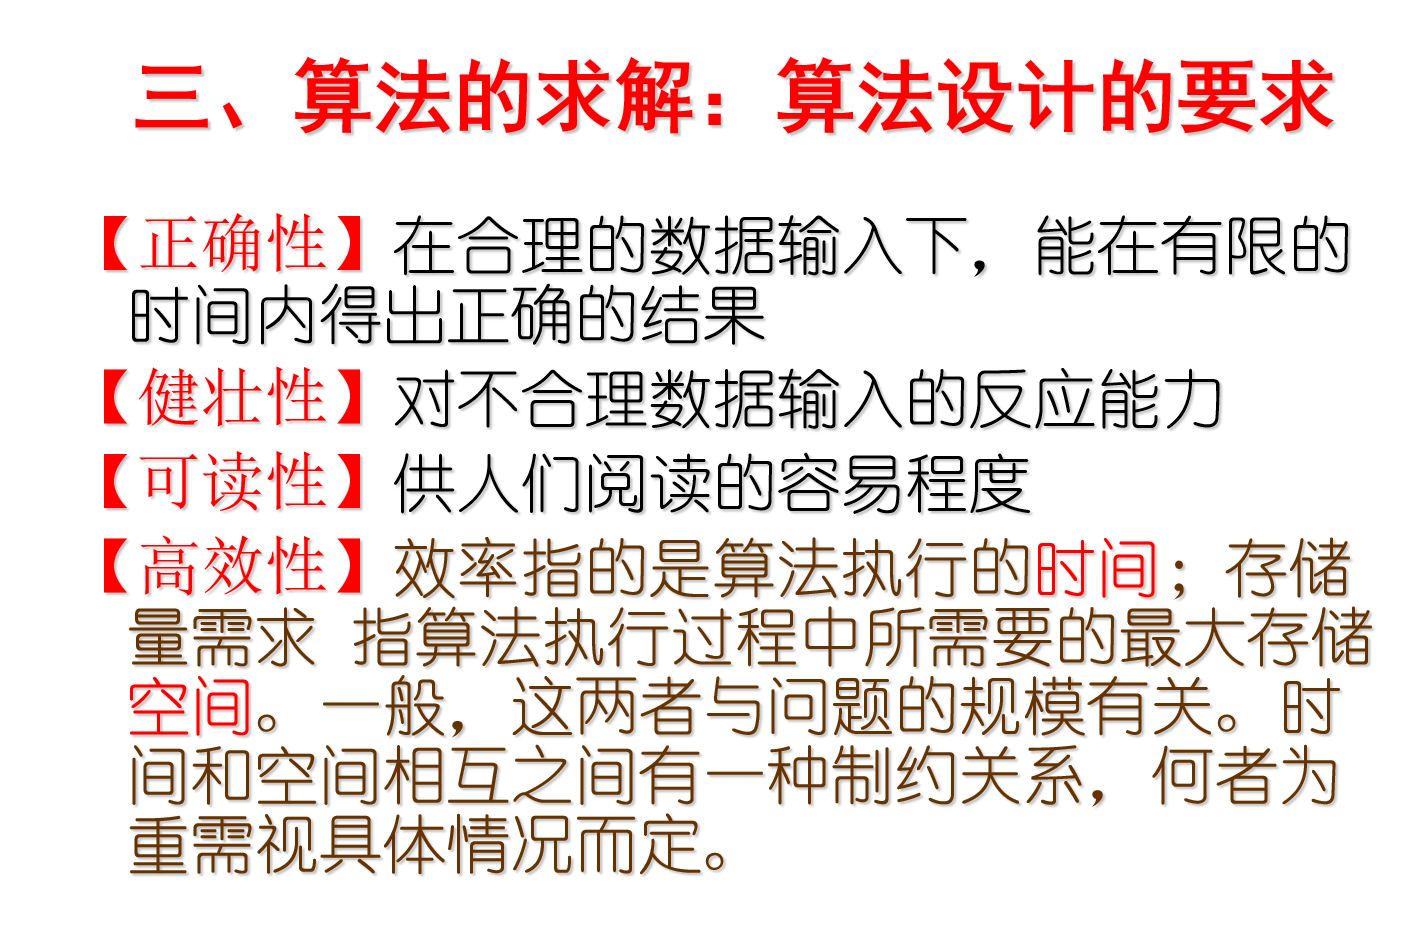 三、算法的求解：算法设计的要求
【正确性】在合理的数据输入下，能在有限的
时间内得出正确的结果
【健壮性】对不合理数据输入的反应能力
【可读性】供人们阅读的容易程度
【高效性】效率指的是算法执行的时间；存储
量需求 指算法执行过程中所需要的最大存储
空间。一般，这两者与问题的规模有关。时
间和空间相互之间有一种制约关系，何者为
重需视具体情况而定。